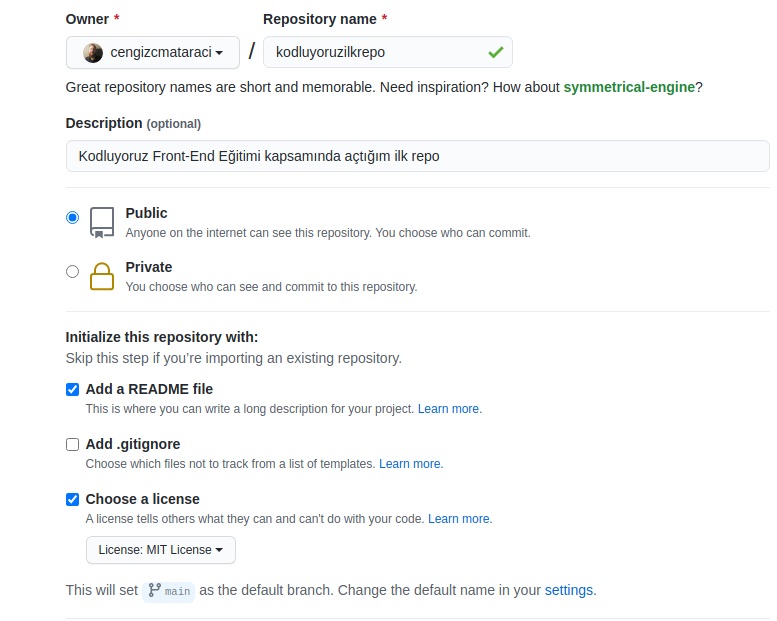 Owner * Repository name *
cengizcmataraci / kodluyoruzilkrepo
Great repository names are short and memorable. Need inspiration? How about symmetrical-engine?
Description (optional)
Kodluyoruz Front-End Eğitimi kapsamında açtığım ilk repo
Public
Anyone on the internet can see this repository. You choose who can commit.
Private
You choose who can see and commit to this repository.
Initialize this repository with:
Skip this step if you’re importing an existing repository.
Add a README file
This is where you can write a long description for your project. Learn more.
Add .gitignore
Choose which files not to track from a list of templates. Learn more.
Choose a license
A license tells others what they can and can't do with your code. Learn more.
License: MIT License
This will set main as the default branch. Change the default name in your settings.